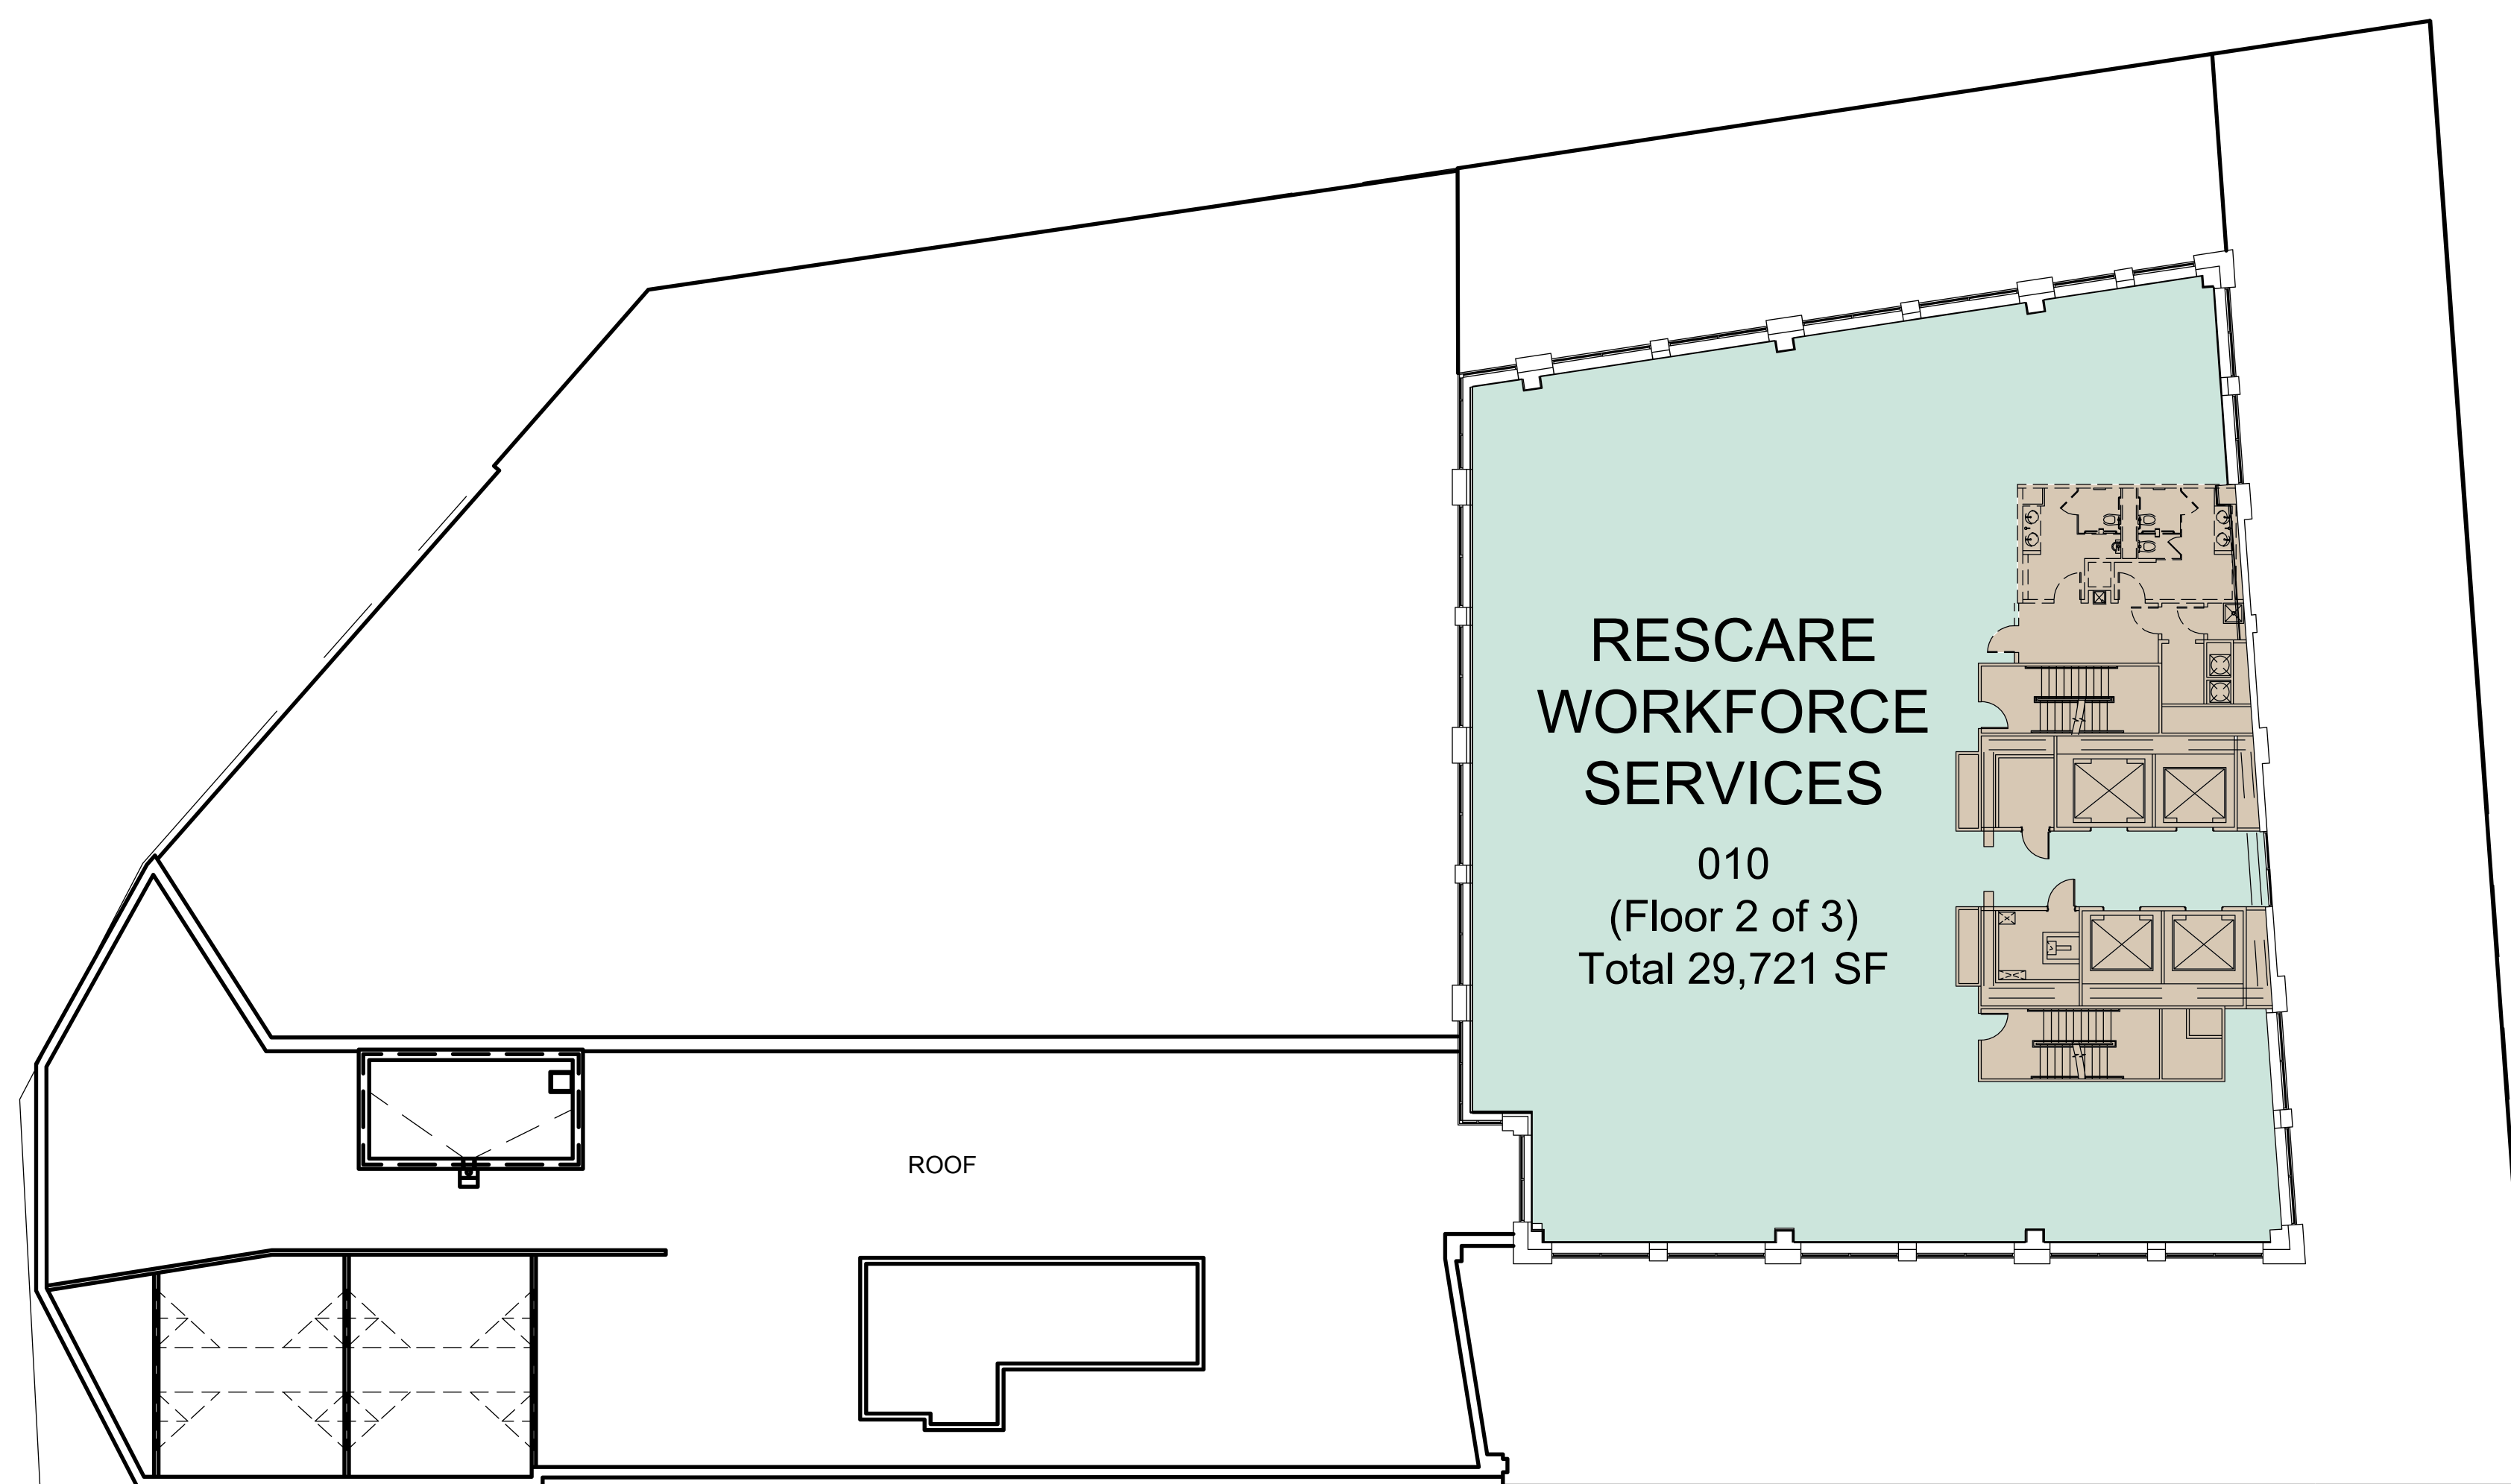 RESCARE
WORKFORCE
SERVICES
010
(Floor 2 of 3)
Total 29,721 SF
ROOF